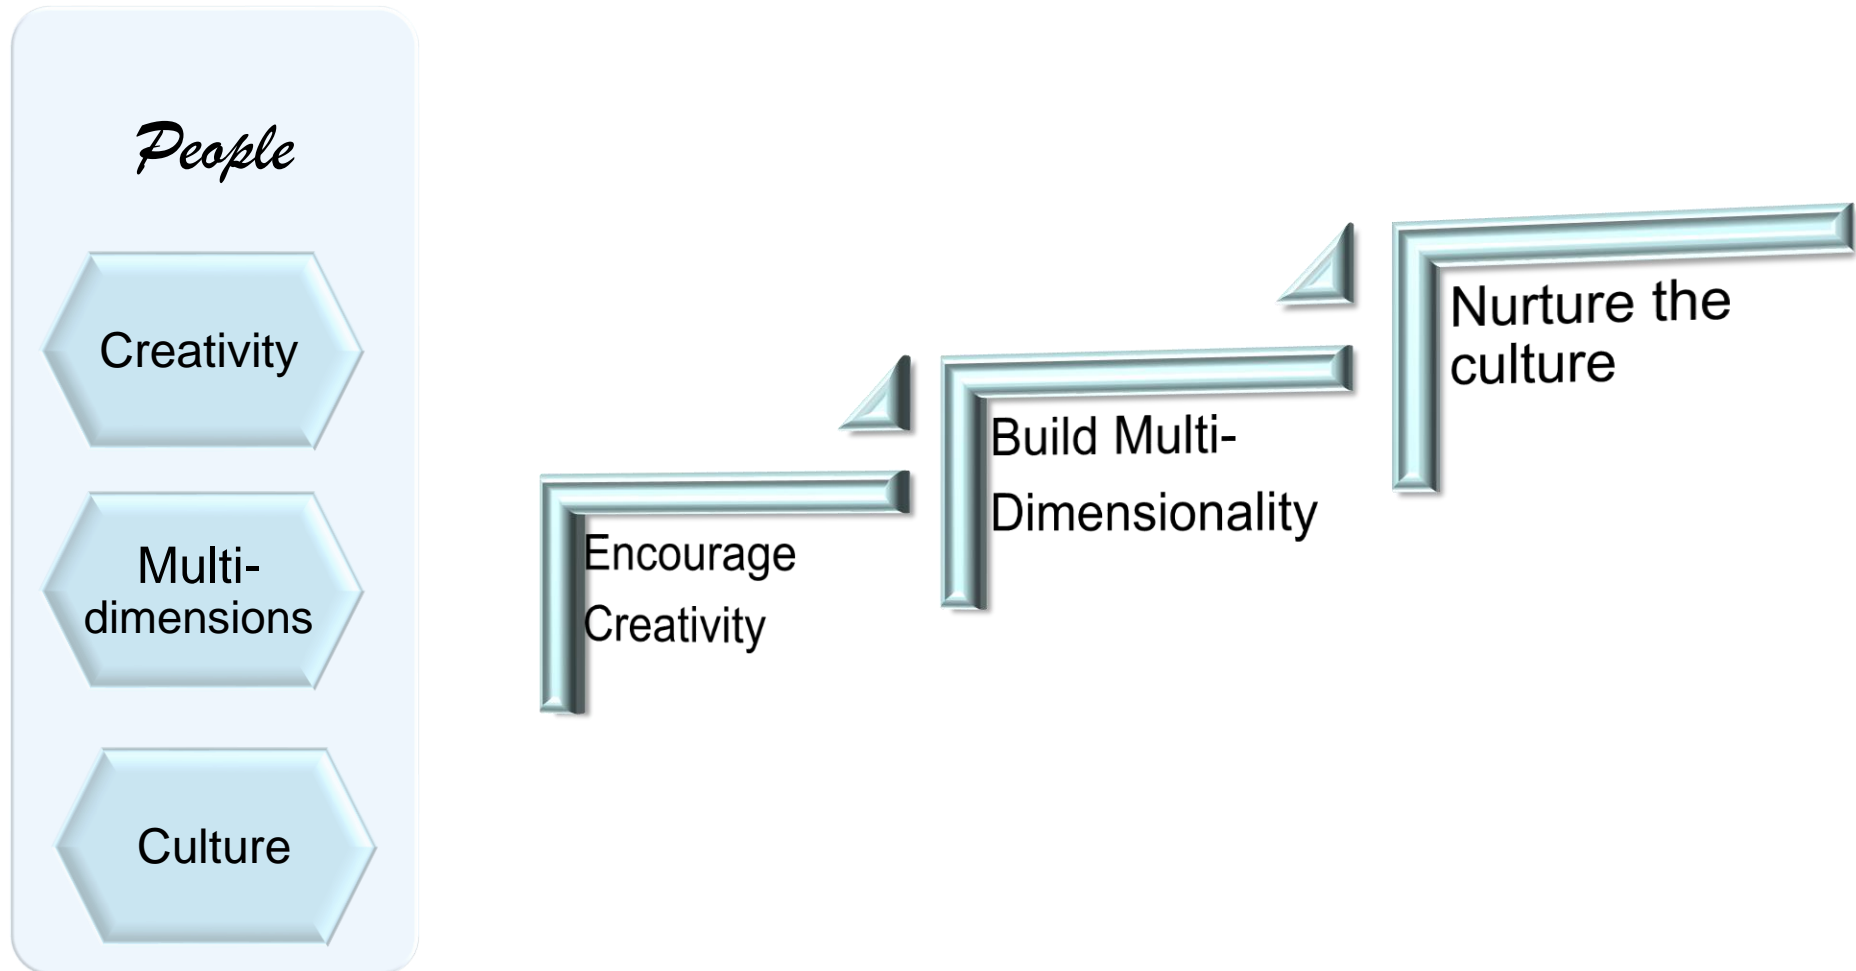 People
Creativity
Multi-
dimensions
Culture
Encourage
Creativity
Build Multi-
Dimensionality
Nurture the
culture